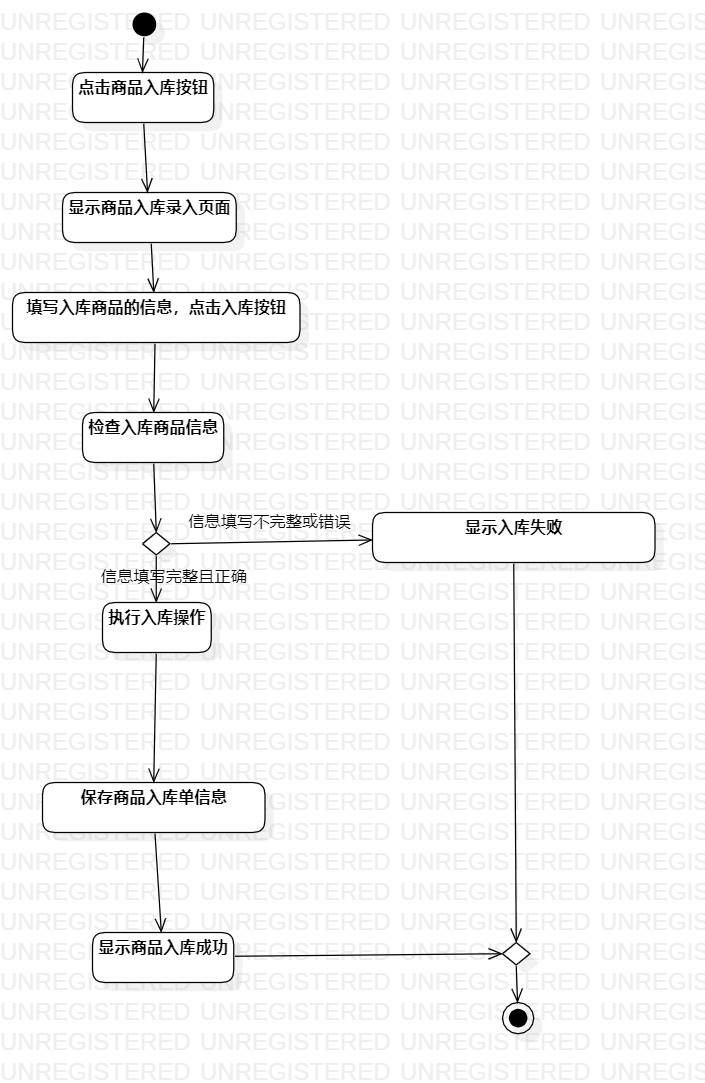 点击商品入库按钮
显示商品入库录入页面
填写入库商品的信息，点击入库按钮
检查入库商品信息
信息填写不完整或错误
显示入库失败
信息填写完整且正确
执行入库操作
保存商品入库单信息
显示商品入库成功
UNREGISTERED